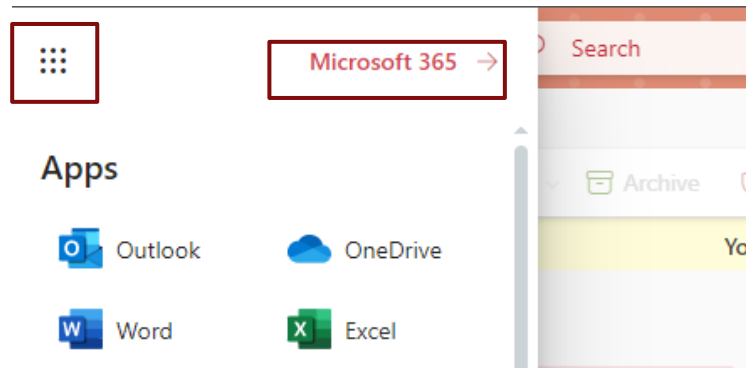 Microsoft 365 →
Search
Apps
Archive
Outlook
OneDrive
Yo
Word
Excel